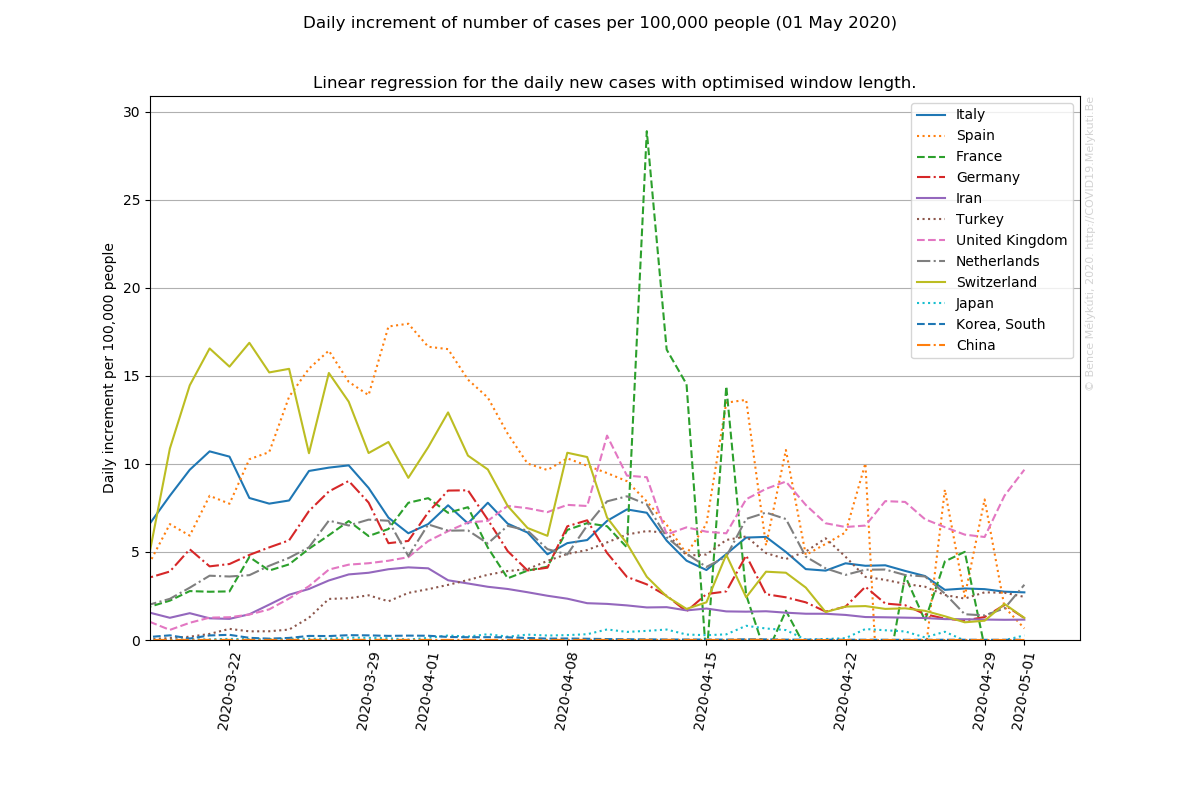 Daily increment of number of cases per 100,000 people (01 May 2020)
Linear regression for the daily new cases with optimised window length.
Daily increment per 100,000 people
30
25
20
15
10
5
0
Italy
Spain
France
Germany
Iran
Turkey
United Kingdom
Netherlands
Switzerland
Japan
Korea, South
China
© Bence Mélykúti, 2020. http://COVID19.Melykuti.Be
2020-03-22
2020-03-29
2020-04-01
2020-04-08
2020-04-15
2020-04-22
2020-04-29
2020-05-01